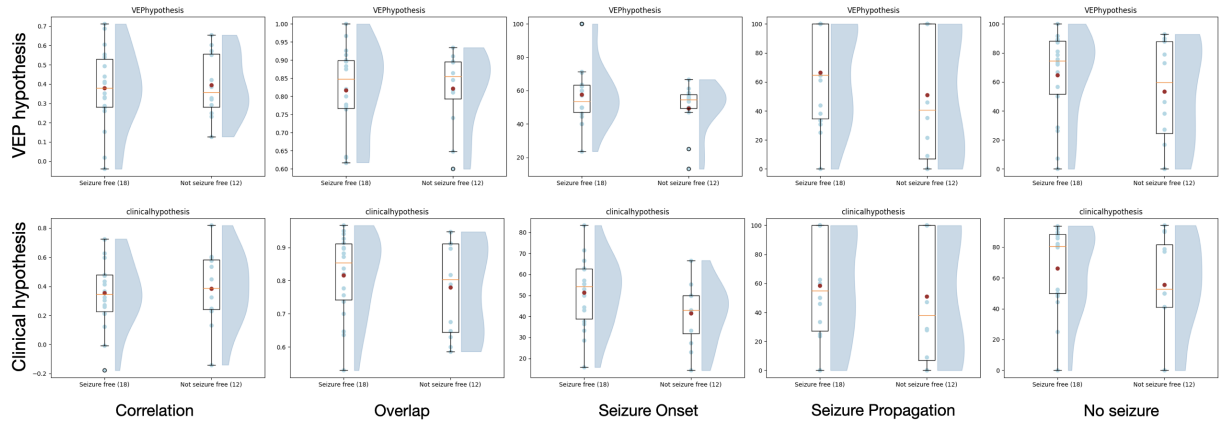 VEP hypothesis
VEPhypothesis
0.7
0.6
0.5
0.4
0.3
0.2
0.1
0.0
Seizure free (18) Not seizure free (12)
VEPhypothesis
1.00
0.95
0.90
0.85
0.80
0.75
0.70
0.65
0.60
Seizure free (18) Not seizure free (12)
VEPhypothesis
100
80
60
40
20
Seizure free (18) Not seizure free (12)
VEPhypothesis
100
80
60
40
20
0
Seizure free (18) Not seizure free (12)
VEPhypothesis
100
80
60
40
20
0
Seizure free (18) Not seizure free (12)
Clinical hypothesis
clinicalhypothesis
0.8
0.6
0.4
0.2
0.0
−0.2
Seizure free (18) Not seizure free (12)
clinicalhypothesis
0.9
0.8
0.7
0.6
Seizure free (18) Not seizure free (12)
clinicalhypothesis
80
70
60
50
40
30
20
Seizure free (18) Not seizure free (12)
clinicalhypothesis
100
80
60
40
20
0
Seizure free (18) Not seizure free (12)
clinicalhypothesis
80
60
40
20
0
Seizure free (18) Not seizure free (12)
Correlation
Overlap
Seizure Onset
Seizure Propagation
No seizure